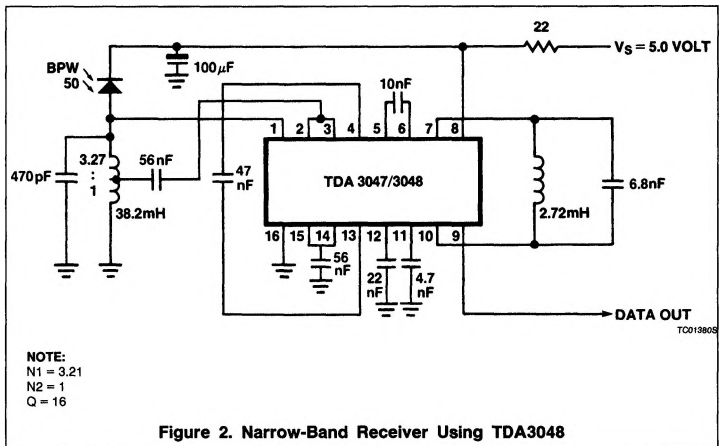 22
V_S = 5.0 VOLT
BPW
50
100μF
10nF
1 2 3 4 5 6 7 8
3.27
:
1
56nF
470pF
47
nF
TDA 3047/3048
6.8nF
38.2mH
2.72mH
16 15 14 13 12 11 10 9
56
nF
22
nF
4.7
nF
DATA OUT
TC01380S
NOTE:
N1 = 3.21
N2 = 1
Q = 16
Figure 2. Narrow-Band Receiver Using TDA3048